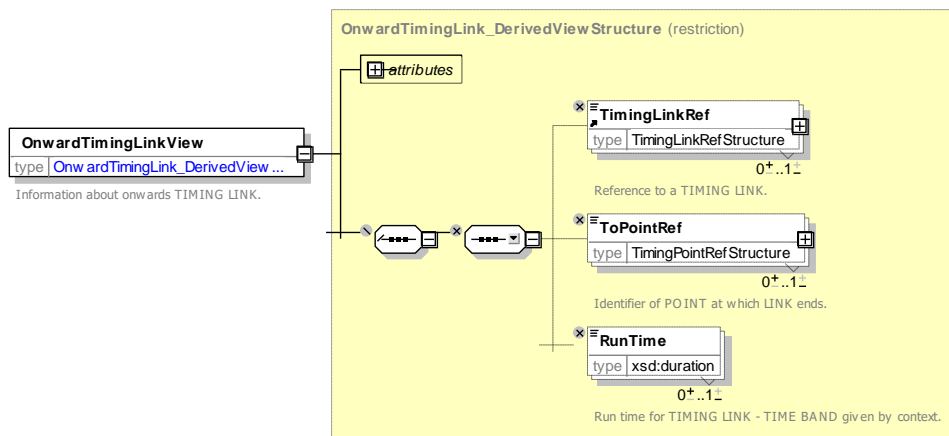 OnwardTimingLink_DerivedViewStructure (restriction)
attributes
OnwardTimingLinkView
type OnwardTimingLink_DerivedView ...
Information about onwards TIMING LINK.
TimingLinkRef
type TimingLinkRefStructure
0±..1±
Reference to a TIMING LINK.
ToPointRef
type TimingPointRefStructure
0±..1±
Identifier of POINT at which LINK ends.
RunTime
type xsd:duration
0±..1±
Run time for TIMING LINK - TIME BAND given by context.